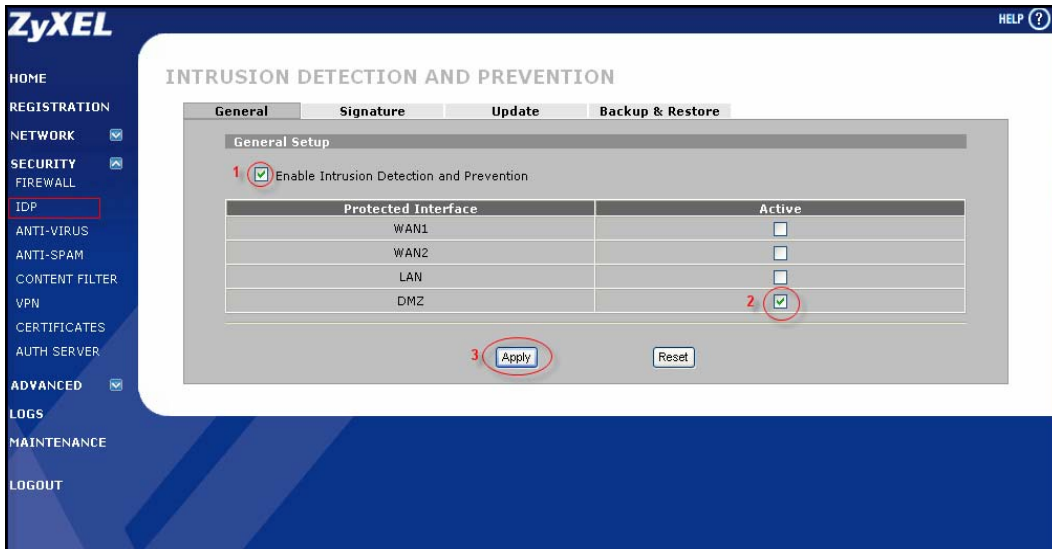 ZyXEL
HELP ?
HOME
REGISTRATION
NETWORK
SECURITY
FIREWALL
IDP
ANTI-VIRUS
ANTI-SPAM
CONTENT FILTER
VPN
CERTIFICATES
AUTH SERVER
ADVANCED
LOGS
MAINTENANCE
LOGOUT
INTRUSION DETECTION AND PREVENTION
General Signature Update Backup & Restore
General Setup
1 Enable Intrusion Detection and Prevention
Protected Interface Active
WAN1
WAN2
LAN
DMZ 2
3 Apply Reset